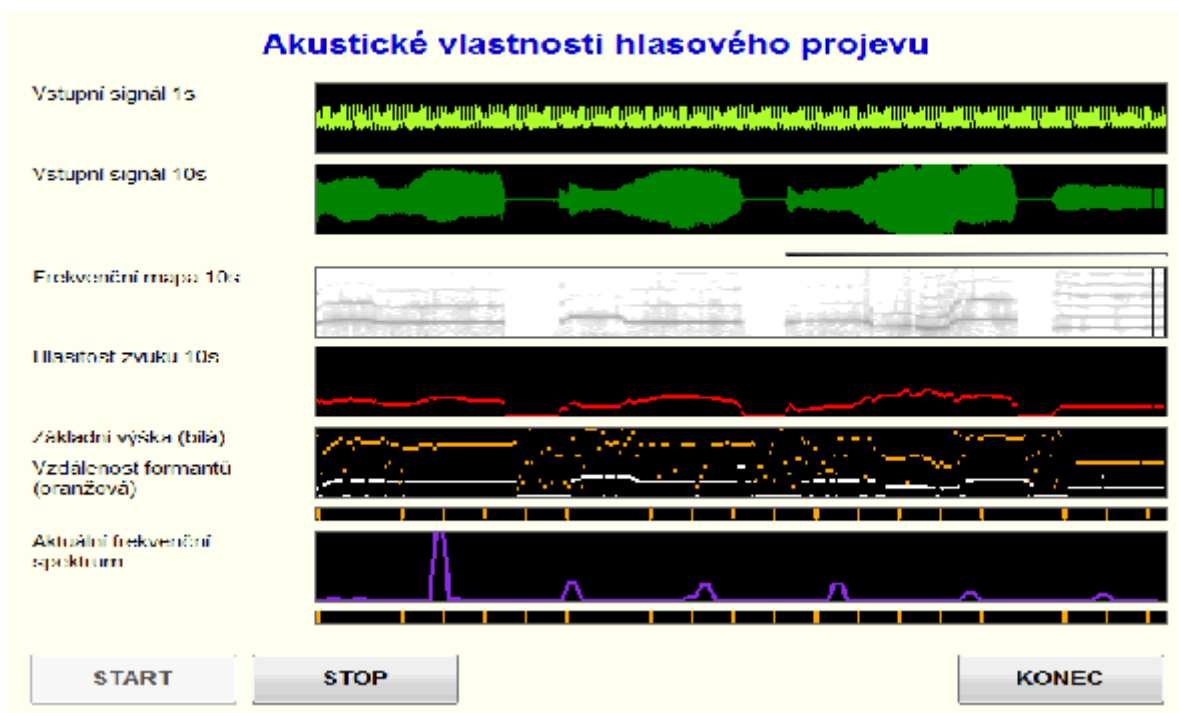 Akustické vlastnosti hlasového projevu
Vstupní signál 1s
Vstupní signál 10s
Frekvenční mapa 10s
Hlasitost zvuku 10s
Základní výška (bílá)
Vzdálenost formantů
(oranžová)
Aktuální frekvenční
spektrum
START
STOP
KONEC